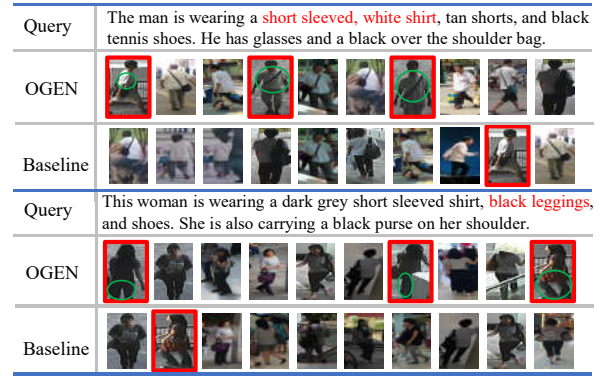 Query
The man is wearing a short sleeved, white shirt, tan shorts, and black
tennis shoes. He has glasses and a black over the shoulder bag.
OGEN
Baseline
Query
This woman is wearing a dark grey short sleeved shirt, black leggings,
and shoes. She is also carrying a black purse on her shoulder.
OGEN
Baseline